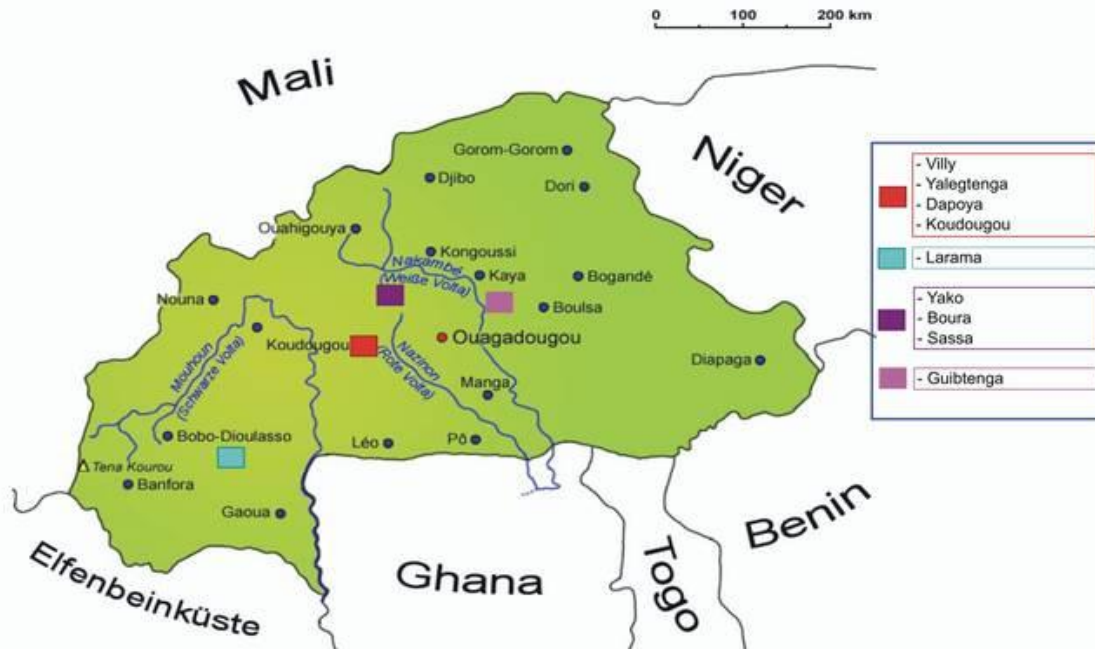 0 100 200 km
Mali
Niger
Gorom-Gorom
Djibo
Dori
Ouahigouya
Kongoussi
Nakambé
(Weiße Volta)
Kaya
Bogandé
Nouna
Boulsa
Koudougou
Ouagadougou
Mouhoun
(Schwarze Volta)
Nazinon
(Rote Volta)
Diapaga
Manga
Bobo-Dioulasso
Léo
Pô
Tena Kourou
Banfora
Gaoua
Elfenbeinküste
Ghana
Togo
Benin
- Villy
- Yalegtenga
- Dapoya
- Koudougou
- Larama
- Yako
- Boura
- Sassa
- Guibtenga